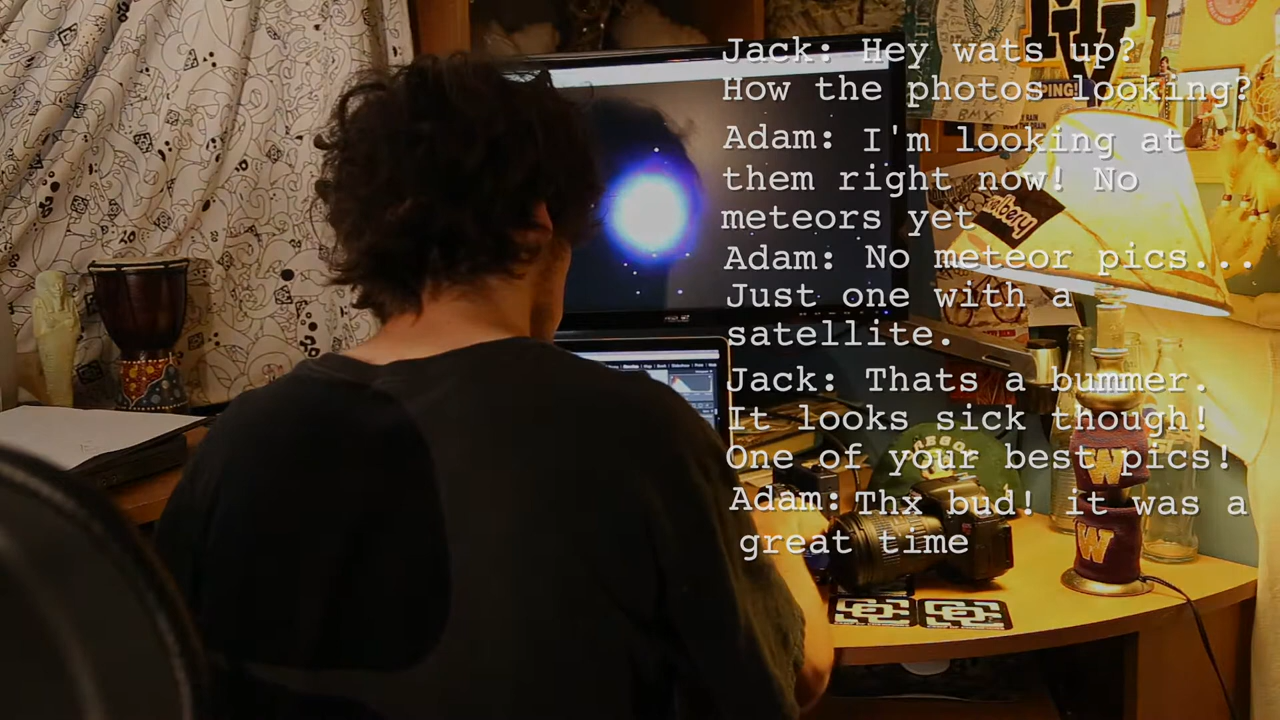 Jack: Hey wats up?
How the photos looking?
Adam: I'm looking at
them right now! No
meteors yet
Adam: No meteor pics...
Just one with a
satellite.
Jack: Thats a bummer.
It looks sick though!
One of your best pics!
Adam: Thx bud! it was a
great time
PING!
BMX
W
W